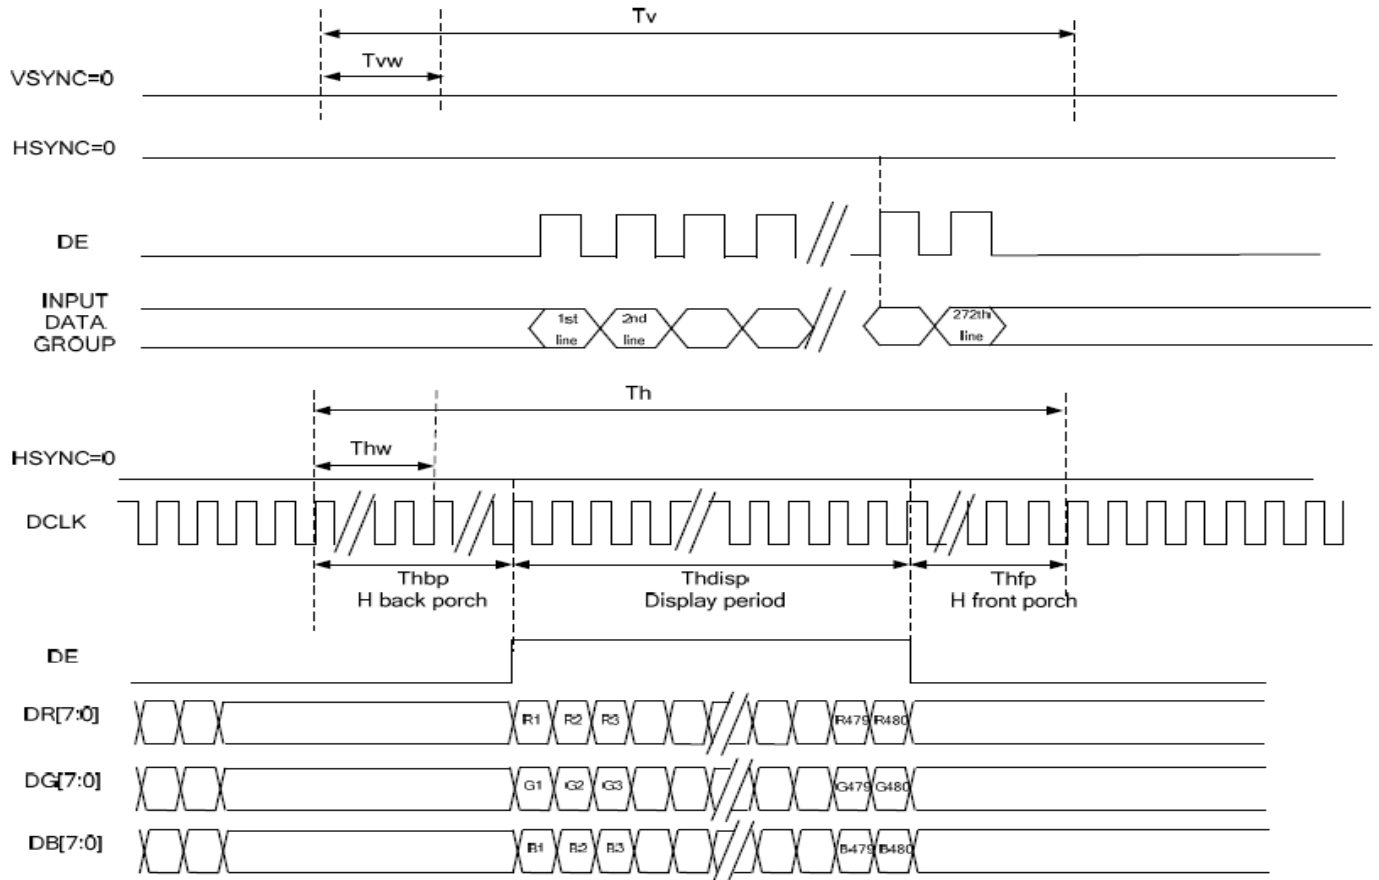 Tv
Tvw
VSYNC=0
HSYNC=0
DE
INPUT
DATA
GROUP
1st
line
2nd
line
272th
line
Th
Thw
HSYNC=0
DCLK
Thbp
H back porch
Thdisp
Display period
Thfp
H front porch
DE
DR[7:0]
R1 R2 R3 R479 R480
DG[7:0]
G1 G2 G3 G479 G480
DB[7:0]
B1 B2 B3 B479 B480